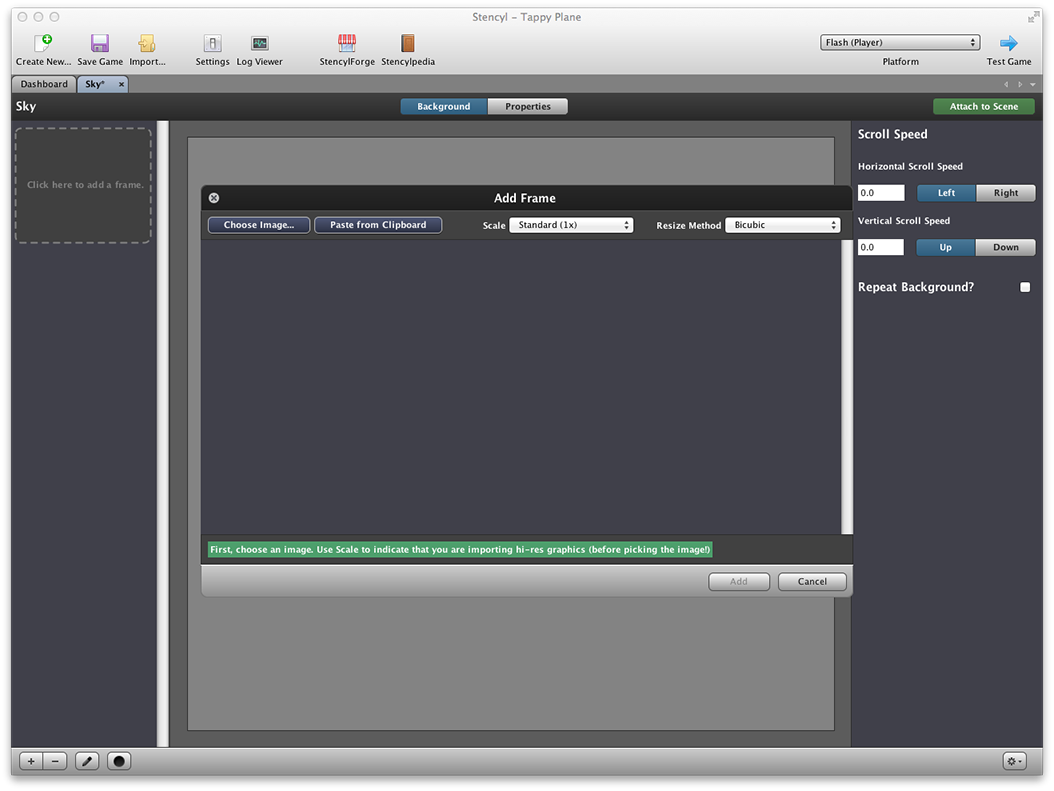 Stencyl – Tappy Plane
Create New... Save Game Import... Settings Log Viewer StencylForge Stencylpedia Flash (Player) Platform Test Game
Dashboard Sky* ×
Sky Background Properties Attach to Scene
Click here to add a frame.
Scroll Speed
Horizontal Scroll Speed
0.0 Left Right
Vertical Scroll Speed
0.0 Up Down
Repeat Background?
Add Frame
Choose Image... Paste from Clipboard Scale Standard (1x) Resize Method Bicubic
First, choose an image. Use Scale to indicate that you are importing hi-res graphics (before picking the image!)
Add Cancel